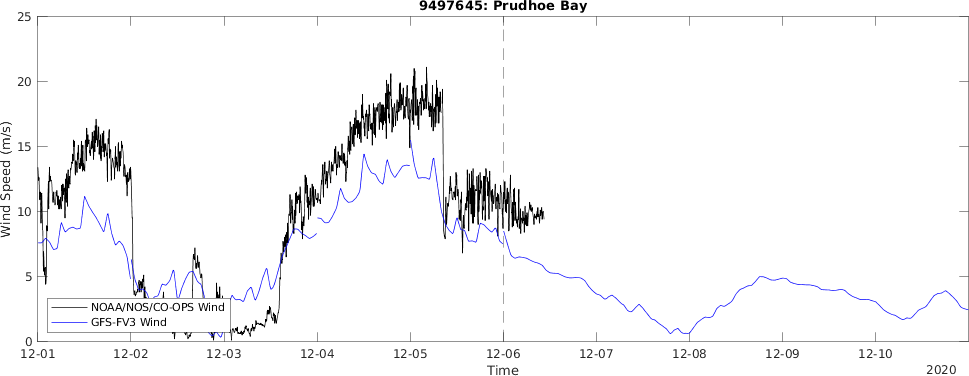 9497645: Prudhoe Bay
25
20
15
10
5
0
Wind Speed (m/s)
NOAA/NOS/CO-OPS Wind
GFS-FV3 Wind
12-01 12-02 12-03 12-04 12-05 12-06 12-07 12-08 12-09 12-10
Time
2020